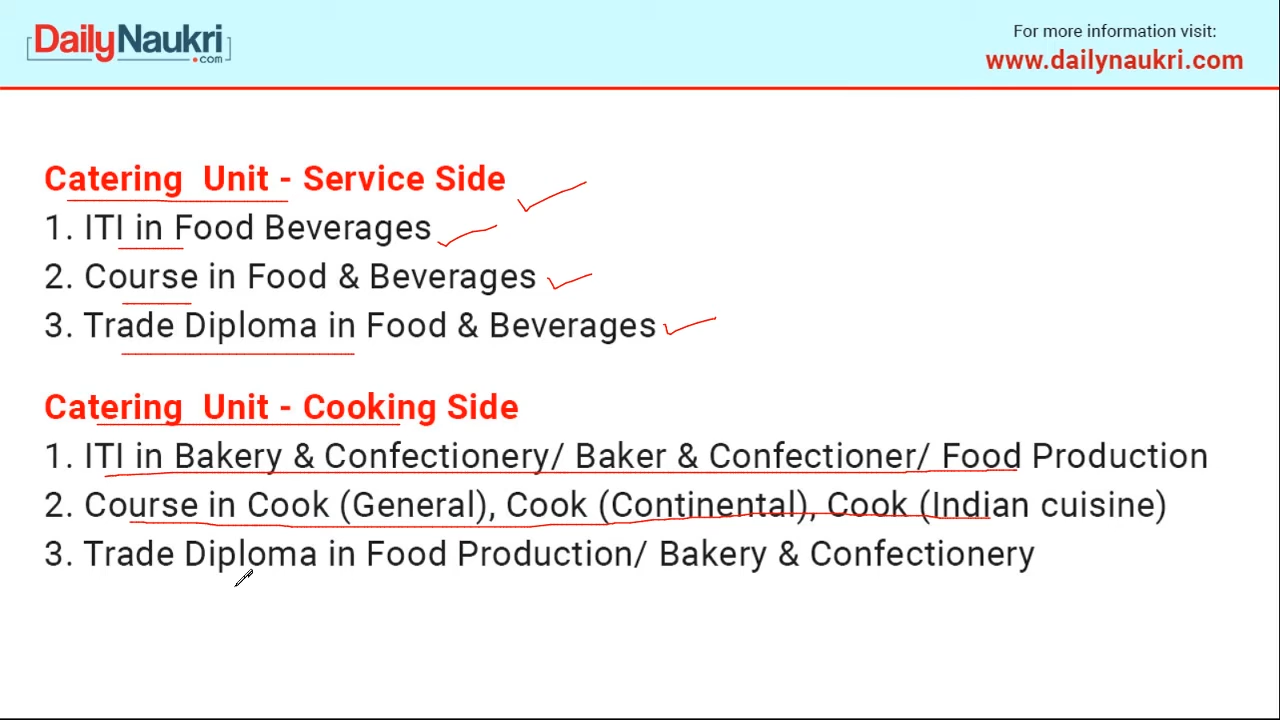 DailyNaukri
.com
For more information visit:
www.dailynaukri.com
Catering Unit - Service Side
1. ITI in Food Beverages
2. Course in Food & Beverages
3. Trade Diploma in Food & Beverages
Catering Unit - Cooking Side
1. ITI in Bakery & Confectionery/ Baker & Confectioner/ Food Production
2. Course in Cook (General), Cook (Continental), Cook (Indian cuisine)
3. Trade Diploma in Food Production/ Bakery & Confectionery